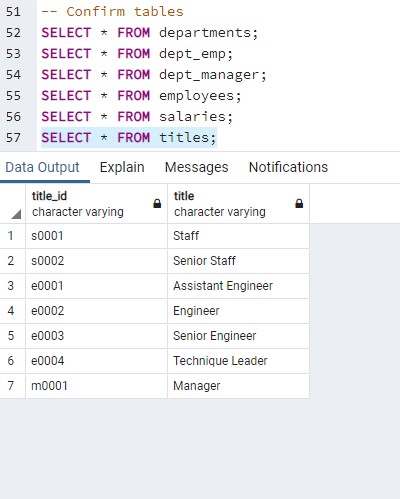 51 -- Confirm tables
52 SELECT * FROM departments;
53 SELECT * FROM dept_emp;
54 SELECT * FROM dept_manager;
55 SELECT * FROM employees;
56 SELECT * FROM salaries;
57 SELECT * FROM titles;
Data Output Explain Messages Notifications
title_id title
character varying character varying
1 s0001 Staff
2 s0002 Senior Staff
3 e0001 Assistant Engineer
4 e0002 Engineer
5 e0003 Senior Engineer
6 e0004 Technique Leader
7 m0001 Manager